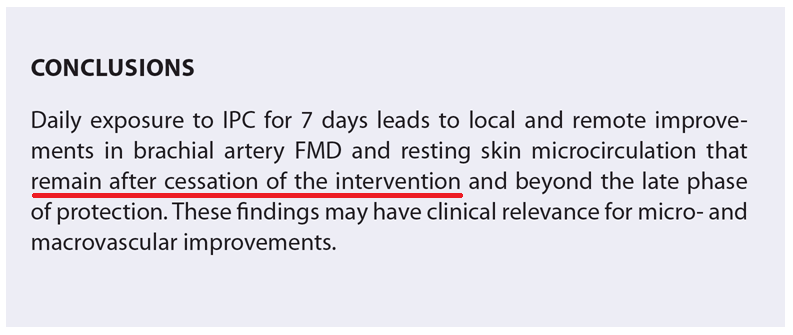 CONCLUSIONS
Daily exposure to IPC for 7 days leads to local and remote improve-
ments in brachial artery FMD and resting skin microcirculation that
remain after cessation of the intervention and beyond the late phase
of protection. These findings may have clinical relevance for micro- and
macrovascular improvements.